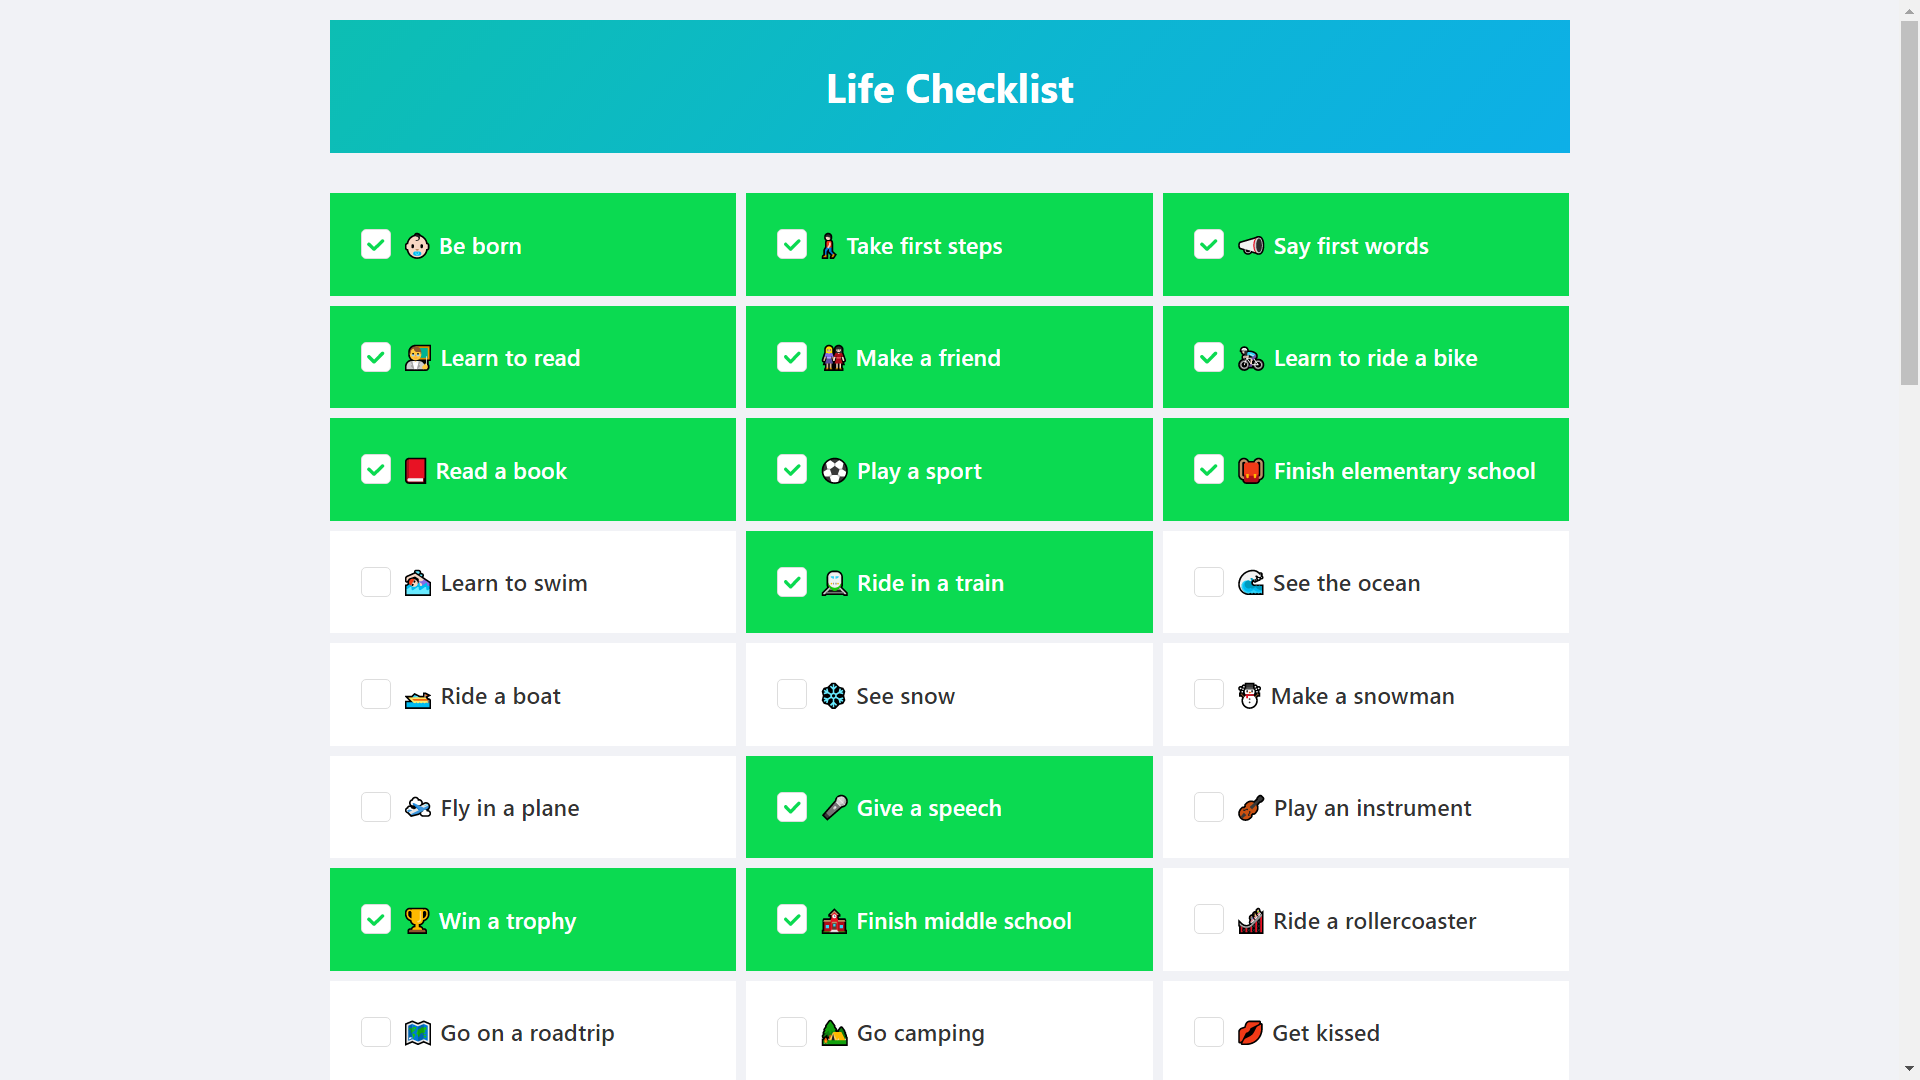 Life Checklist
Be born
Take first steps
Say first words
Learn to read
Make a friend
Learn to ride a bike
Read a book
Play a sport
Finish elementary school
Learn to swim
Ride in a train
See the ocean
Ride a boat
See snow
Make a snowman
Fly in a plane
Give a speech
Play an instrument
Win a trophy
Finish middle school
Ride a rollercoaster
Go on a roadtrip
Go camping
Get kissed